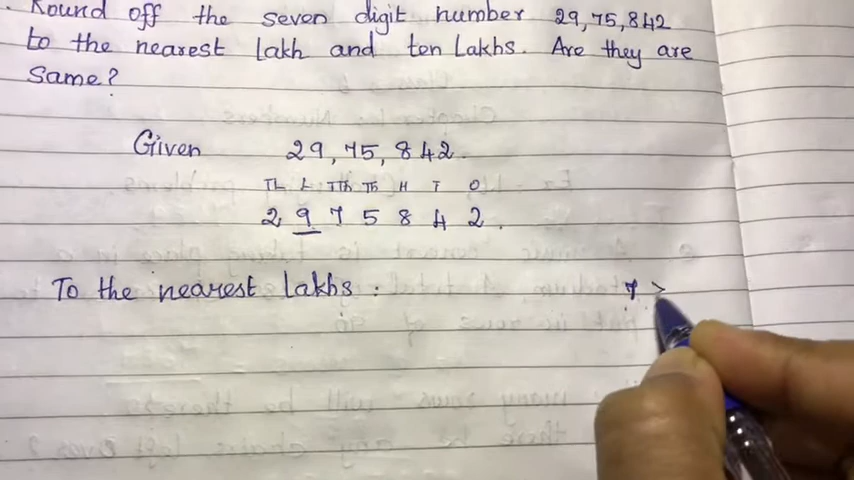 Round off the seven digit number 29,75,842
to the nearest Lakh and ten Lakhs. Are they are
Same?
Given 29,75,842.
TL L TTh Th H T O
2 9 7 5 8 4 2.
To the nearest Lakhs : 7 >